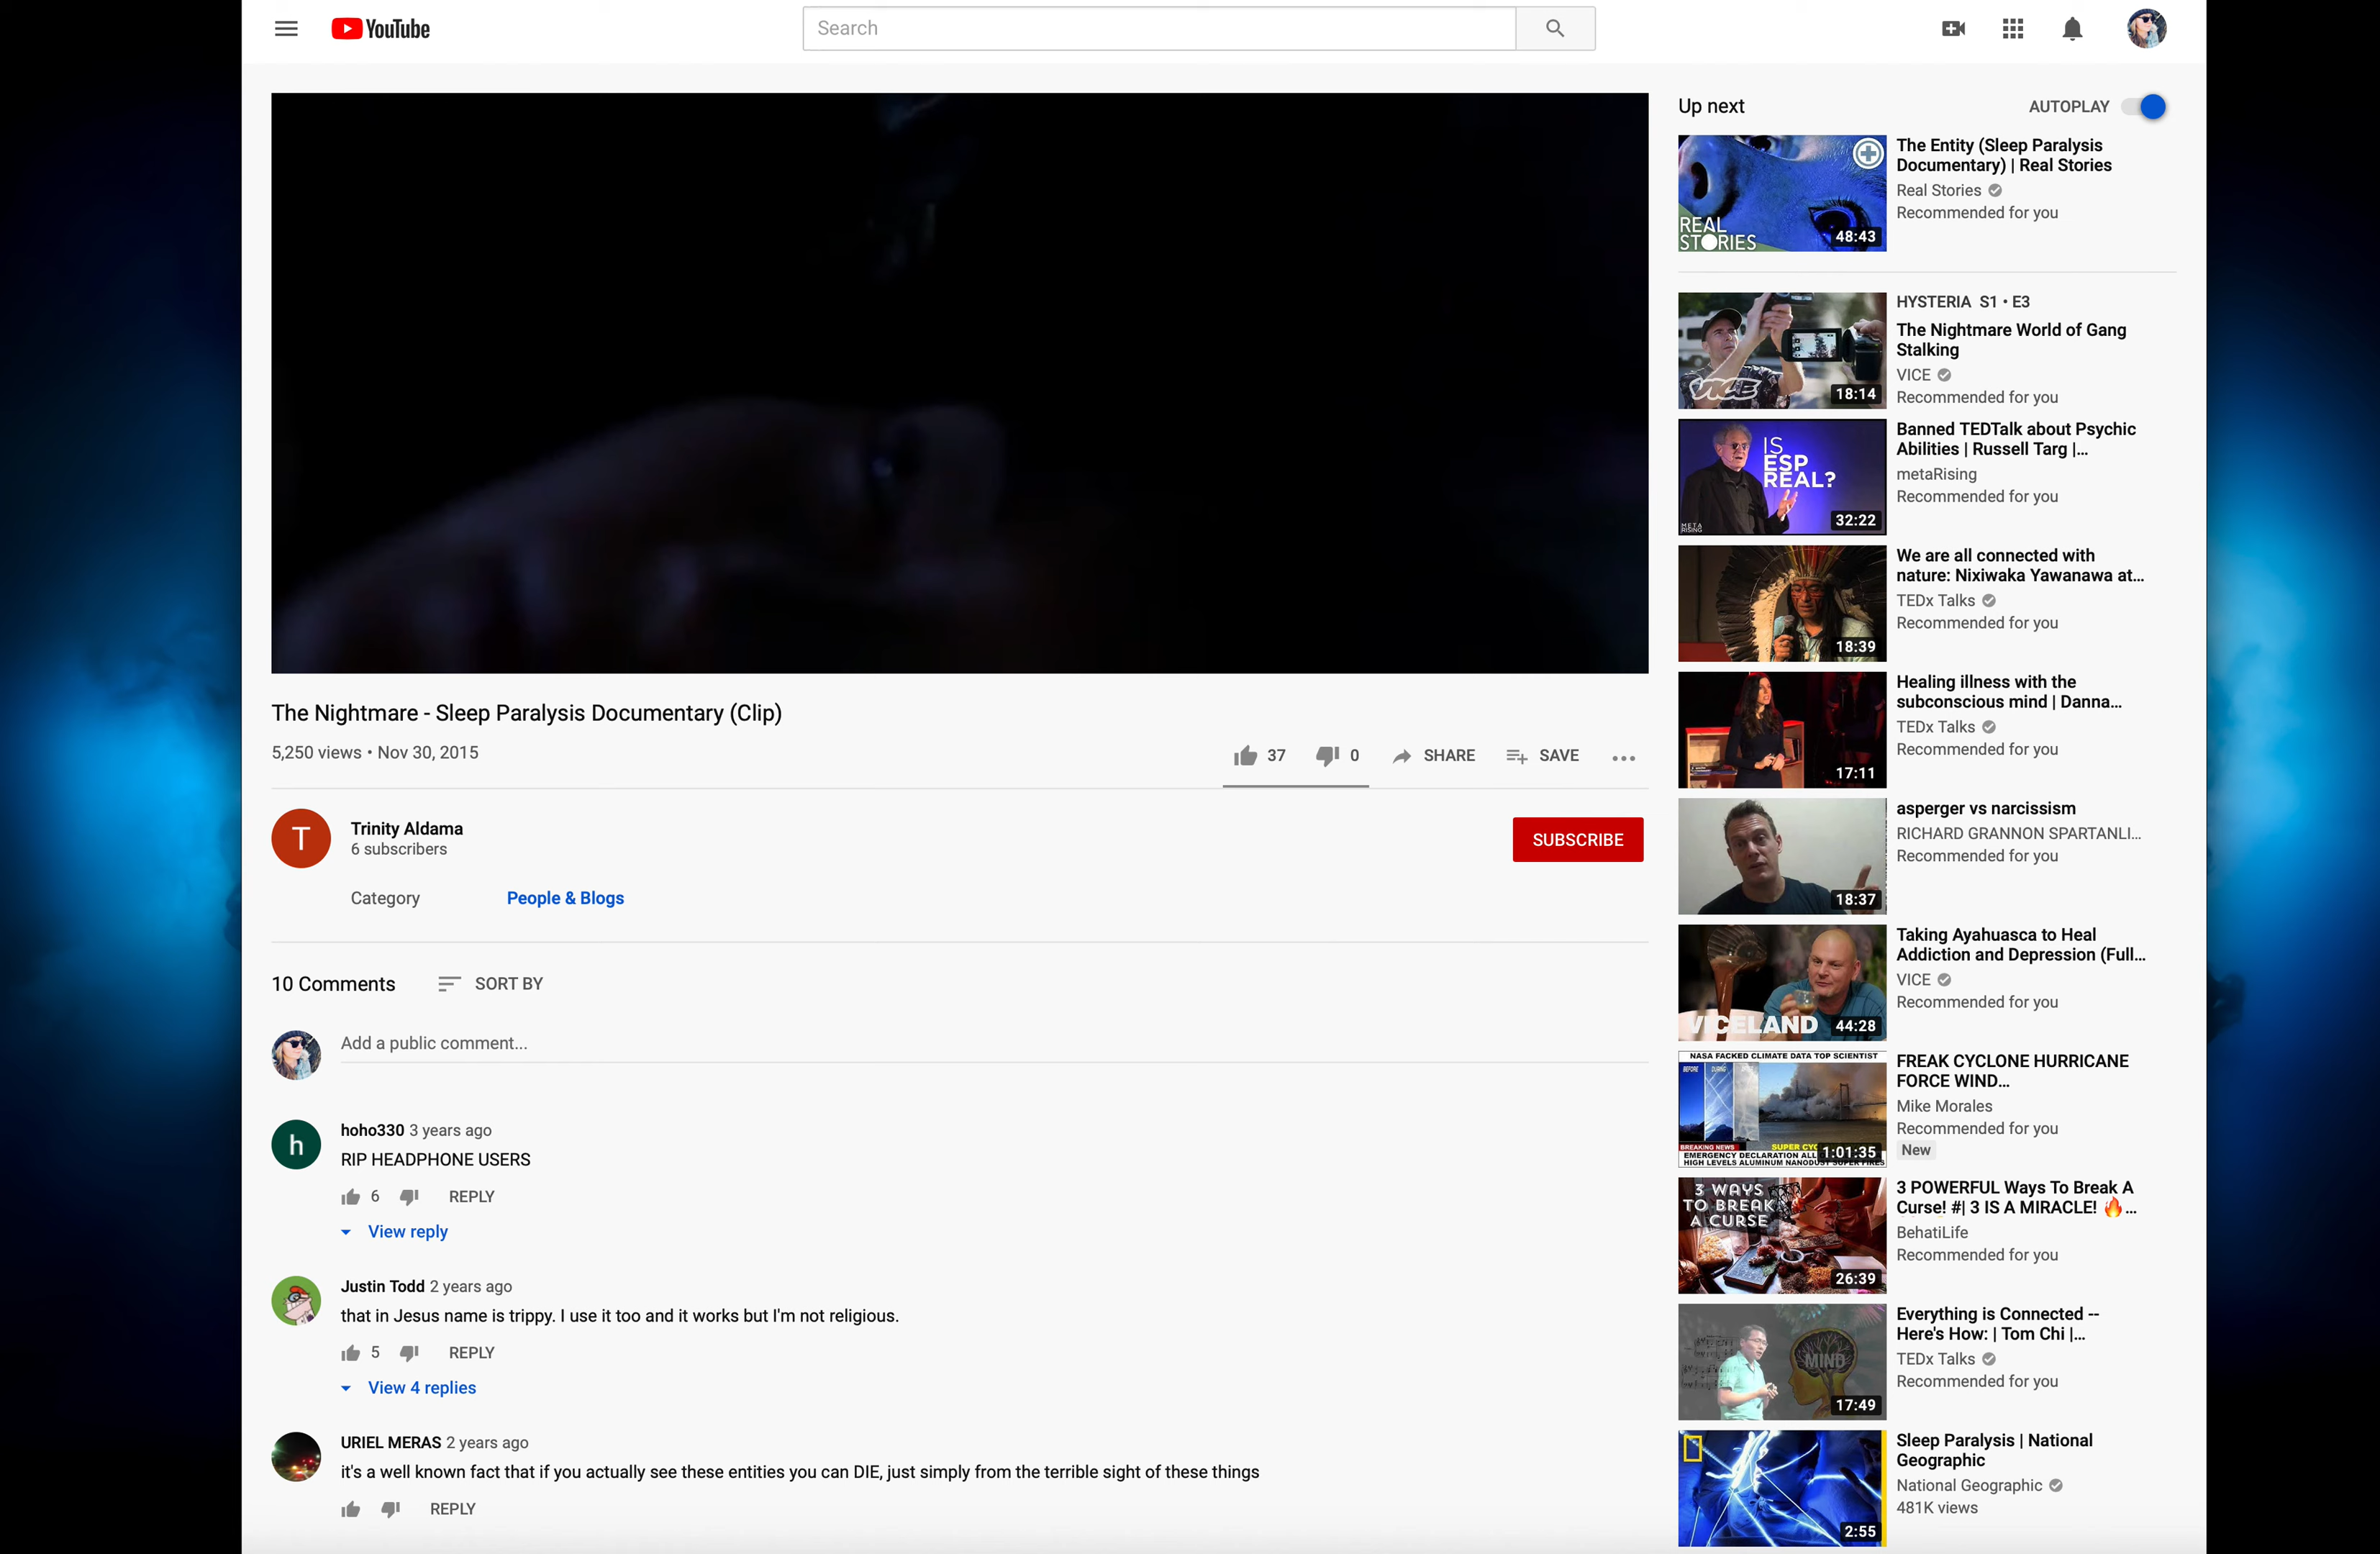 YouTube
Search
Up next
AUTOPLAY
REAL
STORIES
48:43
The Entity (Sleep Paralysis
Documentary) | Real Stories
Real Stories
Recommended for you
VICE
18:14
HYSTERIA S1 • E3
The Nightmare World of Gang
Stalking
VICE
Recommended for you
IS
ESP
REAL?
META
RISING
32:22
Banned TEDTalk about Psychic
Abilities | Russell Targ |...
metaRising
Recommended for you
18:39
We are all connected with
nature: Nixiwaka Yawanawa at...
TEDx Talks
Recommended for you
17:11
Healing illness with the
subconscious mind | Danna...
TEDx Talks
Recommended for you
18:37
asperger vs narcissism
RICHARD GRANNON SPARTANLI...
Recommended for you
VICELAND
44:28
Taking Ayahuasca to Heal
Addiction and Depression (Full...
VICE
Recommended for you
NASA FACKED CLIMATE DATA TOP SCIENTIST
BEFORE DURING
BREAKING NEWS
SUPER CYC
1:01:35
EMERGENCY DECLARATION ALL
HIGH LEVELS ALUMINUM NANODUST SUPER FIRES
FREAK CYCLONE HURRICANE
FORCE WIND...
Mike Morales
Recommended for you
New
3 WAYS
TO BREAK
A CURSE
26:39
3 POWERFUL Ways To Break A
Curse! #| 3 IS A MIRACLE! 🔥...
BehatiLife
Recommended for you
MIND
17:49
Everything is Connected --
Here's How: | Tom Chi |...
TEDx Talks
Recommended for you
2:55
Sleep Paralysis | National
Geographic
National Geographic
481K views
The Nightmare - Sleep Paralysis Documentary (Clip)
5,250 views • Nov 30, 2015
37 0 SHARE SAVE
T
Trinity Aldama
6 subscribers
SUBSCRIBE
Category People & Blogs
10 Comments SORT BY
Add a public comment...
h
hoho330 3 years ago
RIP HEADPHONE USERS
6 REPLY
View reply
Justin Todd 2 years ago
that in Jesus name is trippy. I use it too and it works but I'm not religious.
5 REPLY
View 4 replies
URIEL MERAS 2 years ago
it's a well known fact that if you actually see these entities you can DIE, just simply from the terrible sight of these things
REPLY